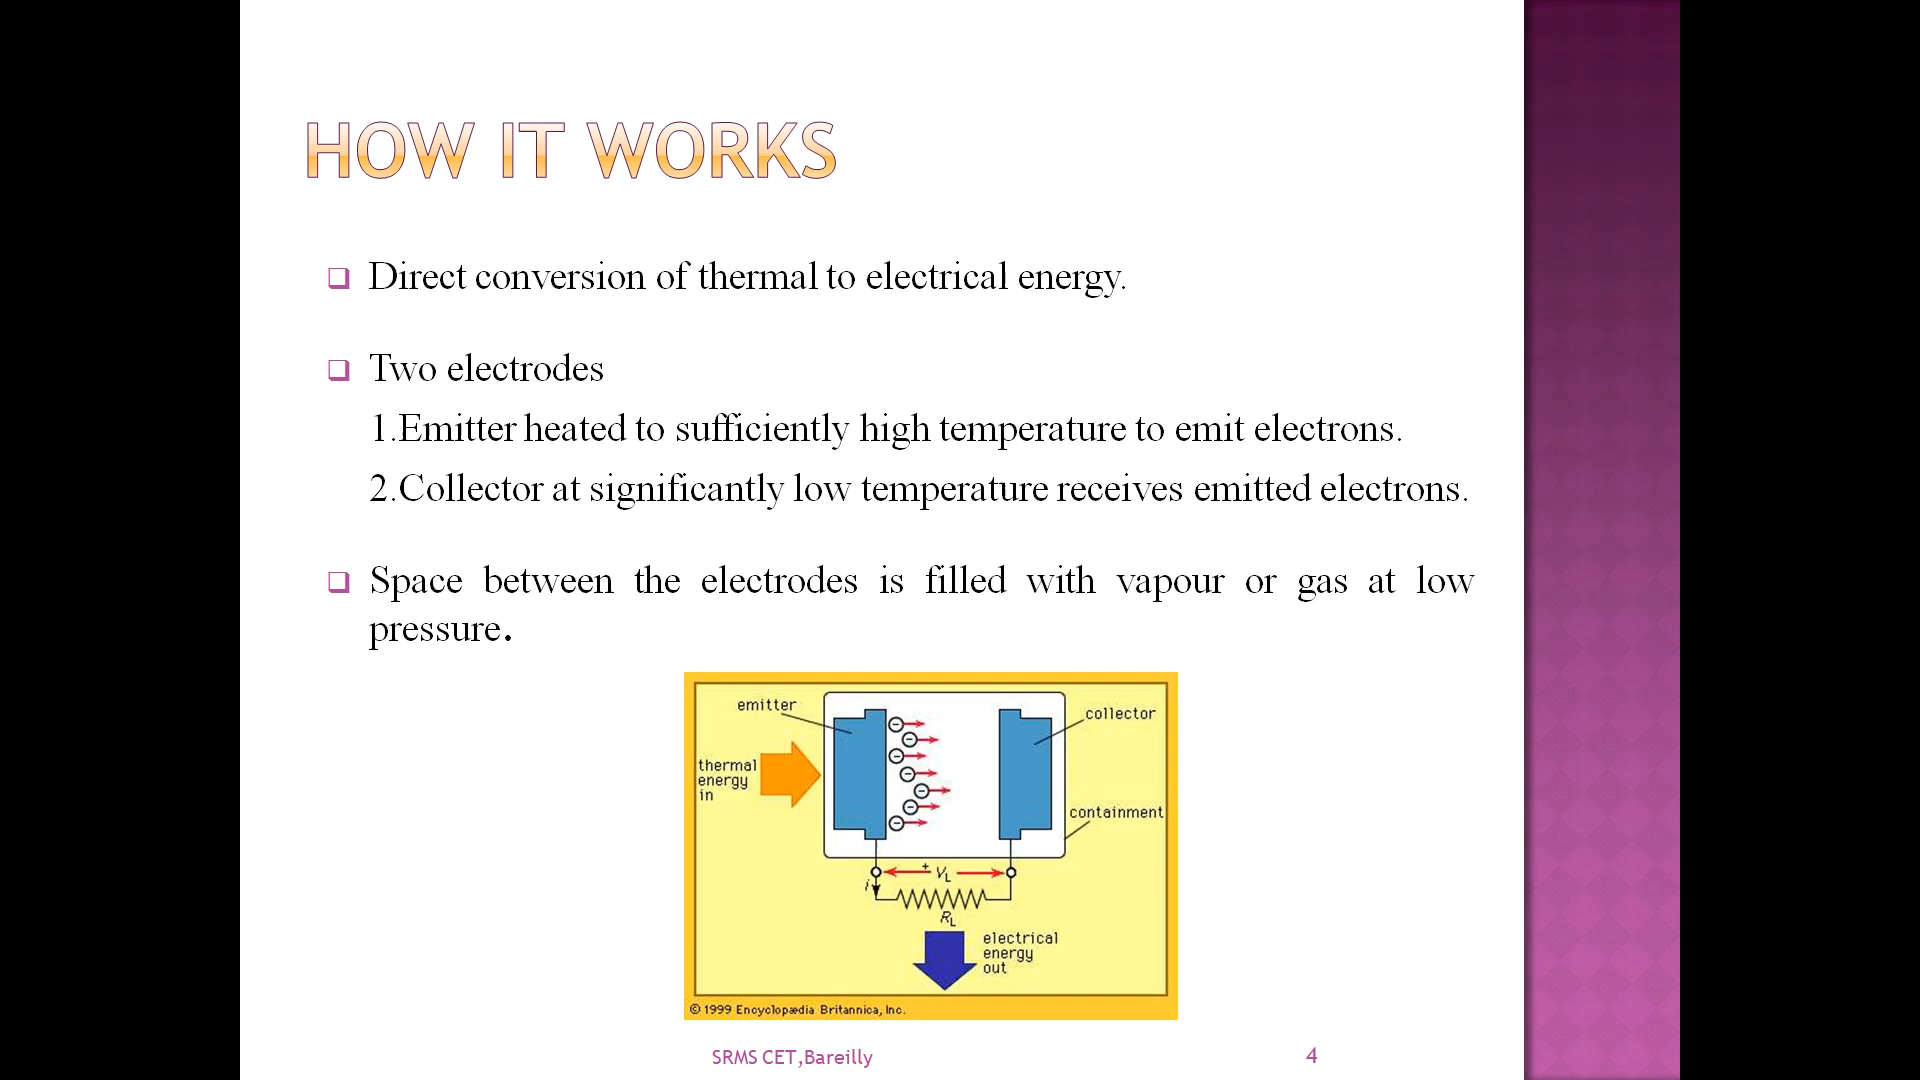 HOW IT WORKS
Direct conversion of thermal to electrical energy.
Two electrodes
1.Emitter heated to sufficiently high temperature to emit electrons.
2.Collector at significantly low temperature receives emitted electrons.
Space between the electrodes is filled with vapour or gas at low
pressure.
emitter
collector
thermal
energy
in
containment
+
VL
i
RL
electrical
energy
out
© 1999 Encyclopædia Britannica, Inc.
SRMS CET,Bareilly
4